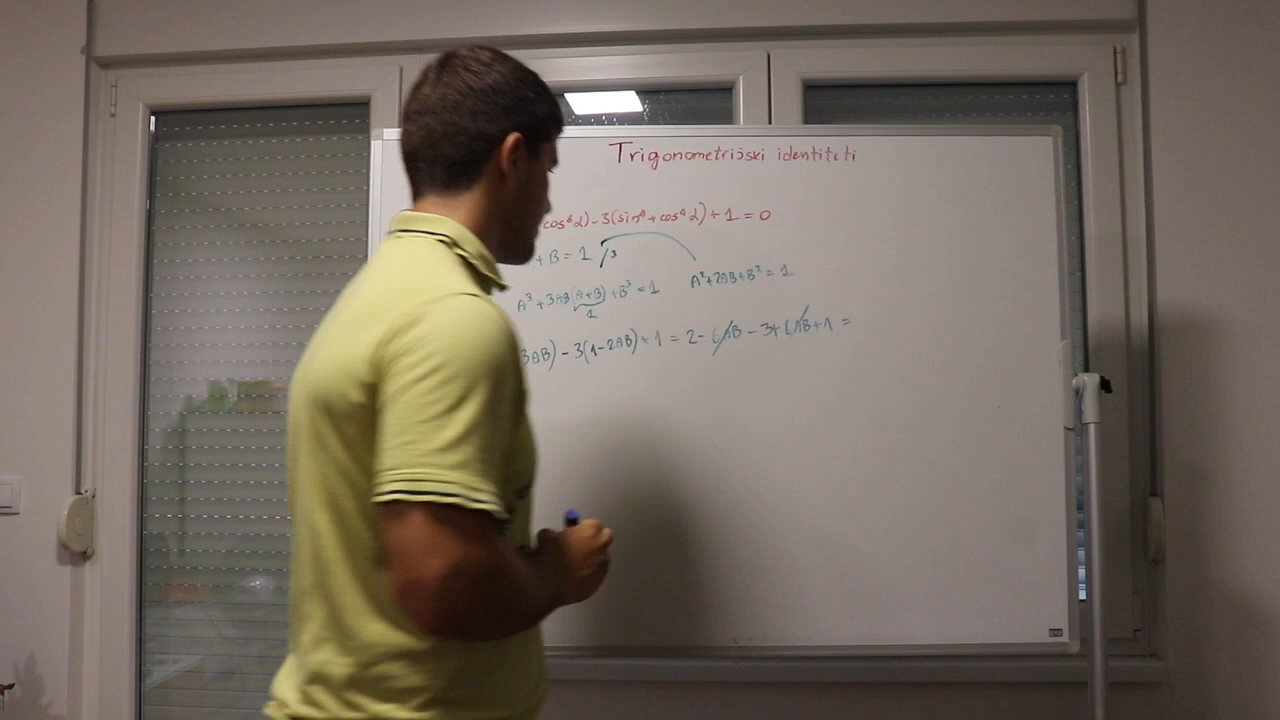 Trigonometrijski identiteti
cos⁶α)-3(sin⁴+cos⁴α)+1=0
+B=1 /³
A³+3AB(A+B)+B³=1
1
A²+2AB+B²=1
3AB)-3(1-2AB)+1=2-6AB-3+6AB+1=